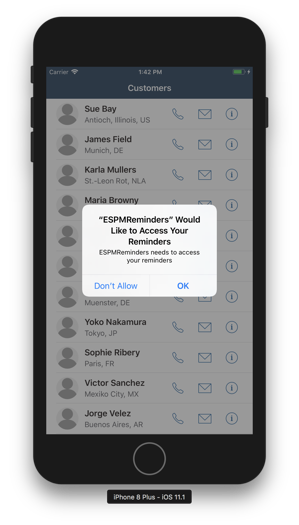 Carrier 1:42 PM
Customers
Sue Bay
Antioch, Illinois, US
James Field
Munich, DE
Karla Mullers
St.-Leon Rot, NLA
Maria Browny
“ESPMReminders” Would
Like to Access Your
Reminders
ESPMReminders needs to access
your reminders
Don't Allow OK
Muenster, DE
Yoko Nakamura
Tokyo, JP
Sophie Ribery
Paris, FR
Victor Sanchez
Mexiko City, MX
Jorge Velez
Buenos Aires, AR
iPhone 8 Plus - iOS 11.1